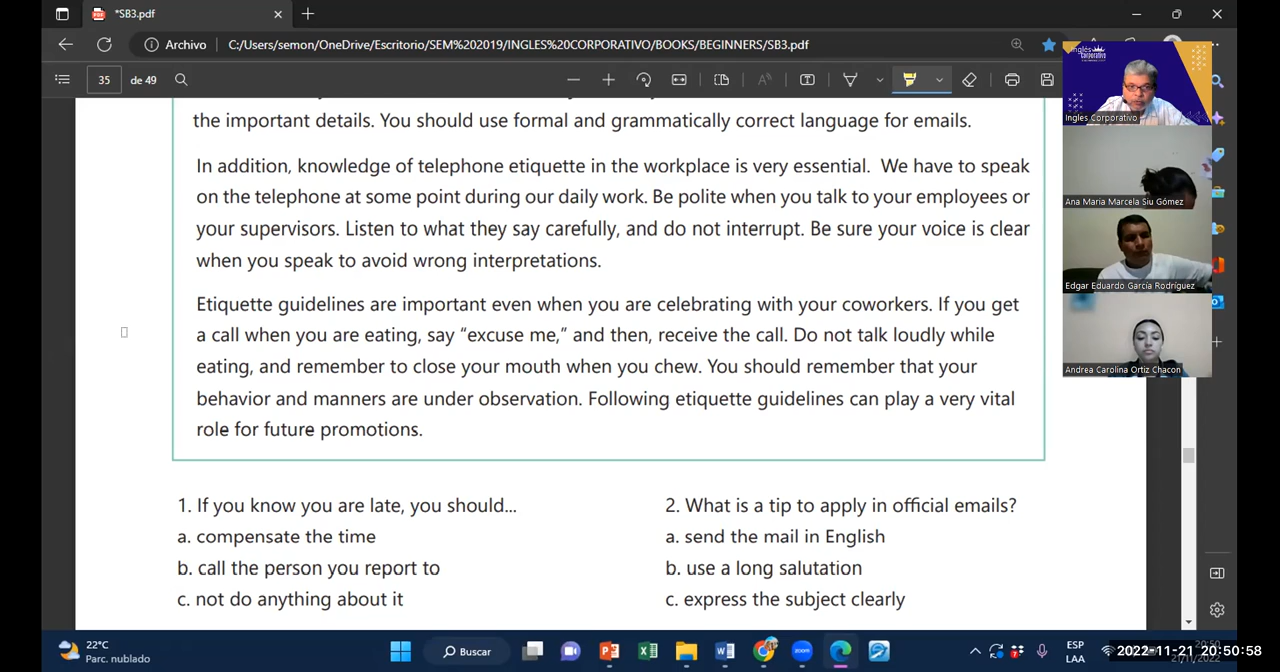 *SB3.pdf
Archivo
C:/Users/semon/OneDrive/Escritorio/SEM%202019/INGLES%20CORPORATIVO/BOOKS/BEGINNERS/SB3.pdf
35 de 49
the important details. You should use formal and grammatically correct language for emails.
In addition, knowledge of telephone etiquette in the workplace is very essential. We have to speak
on the telephone at some point during our daily work. Be polite when you talk to your employees or
your supervisors. Listen to what they say carefully, and do not interrupt. Be sure your voice is clear
when you speak to avoid wrong interpretations.
Etiquette guidelines are important even when you are celebrating with your coworkers. If you get
a call when you are eating, say “excuse me,” and then, receive the call. Do not talk loudly while
eating, and remember to close your mouth when you chew. You should remember that your
behavior and manners are under observation. Following etiquette guidelines can play a very vital
role for future promotions.
1. If you know you are late, you should...
a. compensate the time
b. call the person you report to
c. not do anything about it
2. What is a tip to apply in official emails?
a. send the mail in English
b. use a long salutation
c. express the subject clearly
Inglés
Corporativo
Ingles Corporativo
Ana Maria Marcela Siu Gómez
Edgar Eduardo García Rodríguez
Andrea Carolina Ortiz Chacon
22°C
Parc. nublado
Buscar
ESP
LAA
2022-11-21 20:50:58